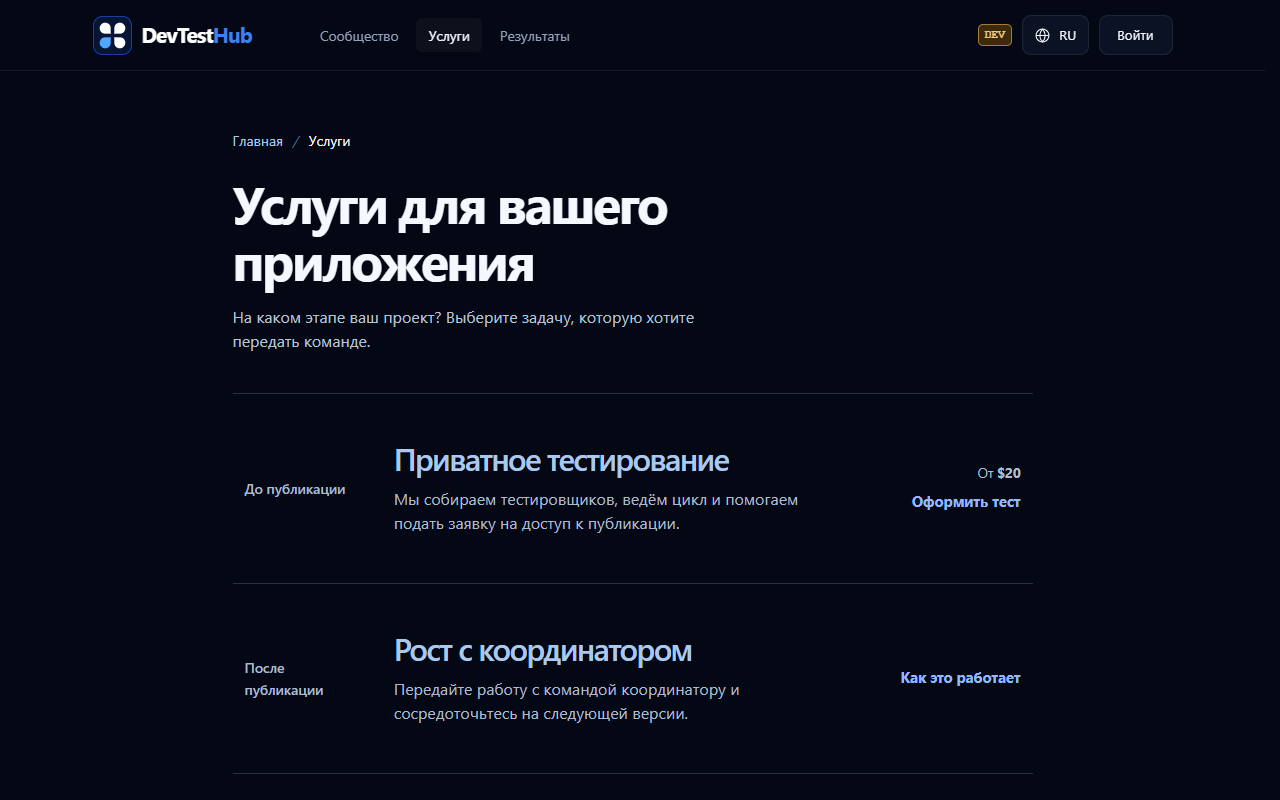 DevTestHub
Сообщество
Услуги
Результаты
DEV
RU
Войти
Главная / Услуги
Услуги для вашего
приложения
На каком этапе ваш проект? Выберите задачу, которую хотите
передать команде.
До публикации
Приватное тестирование
Мы собираем тестировщиков, ведём цикл и помогаем
подать заявку на доступ к публикации.
От $20
Оформить тест
После
публикации
Рост с координатором
Передайте работу с командой координатору и
сосредоточьтесь на следующей версии.
Как это работает